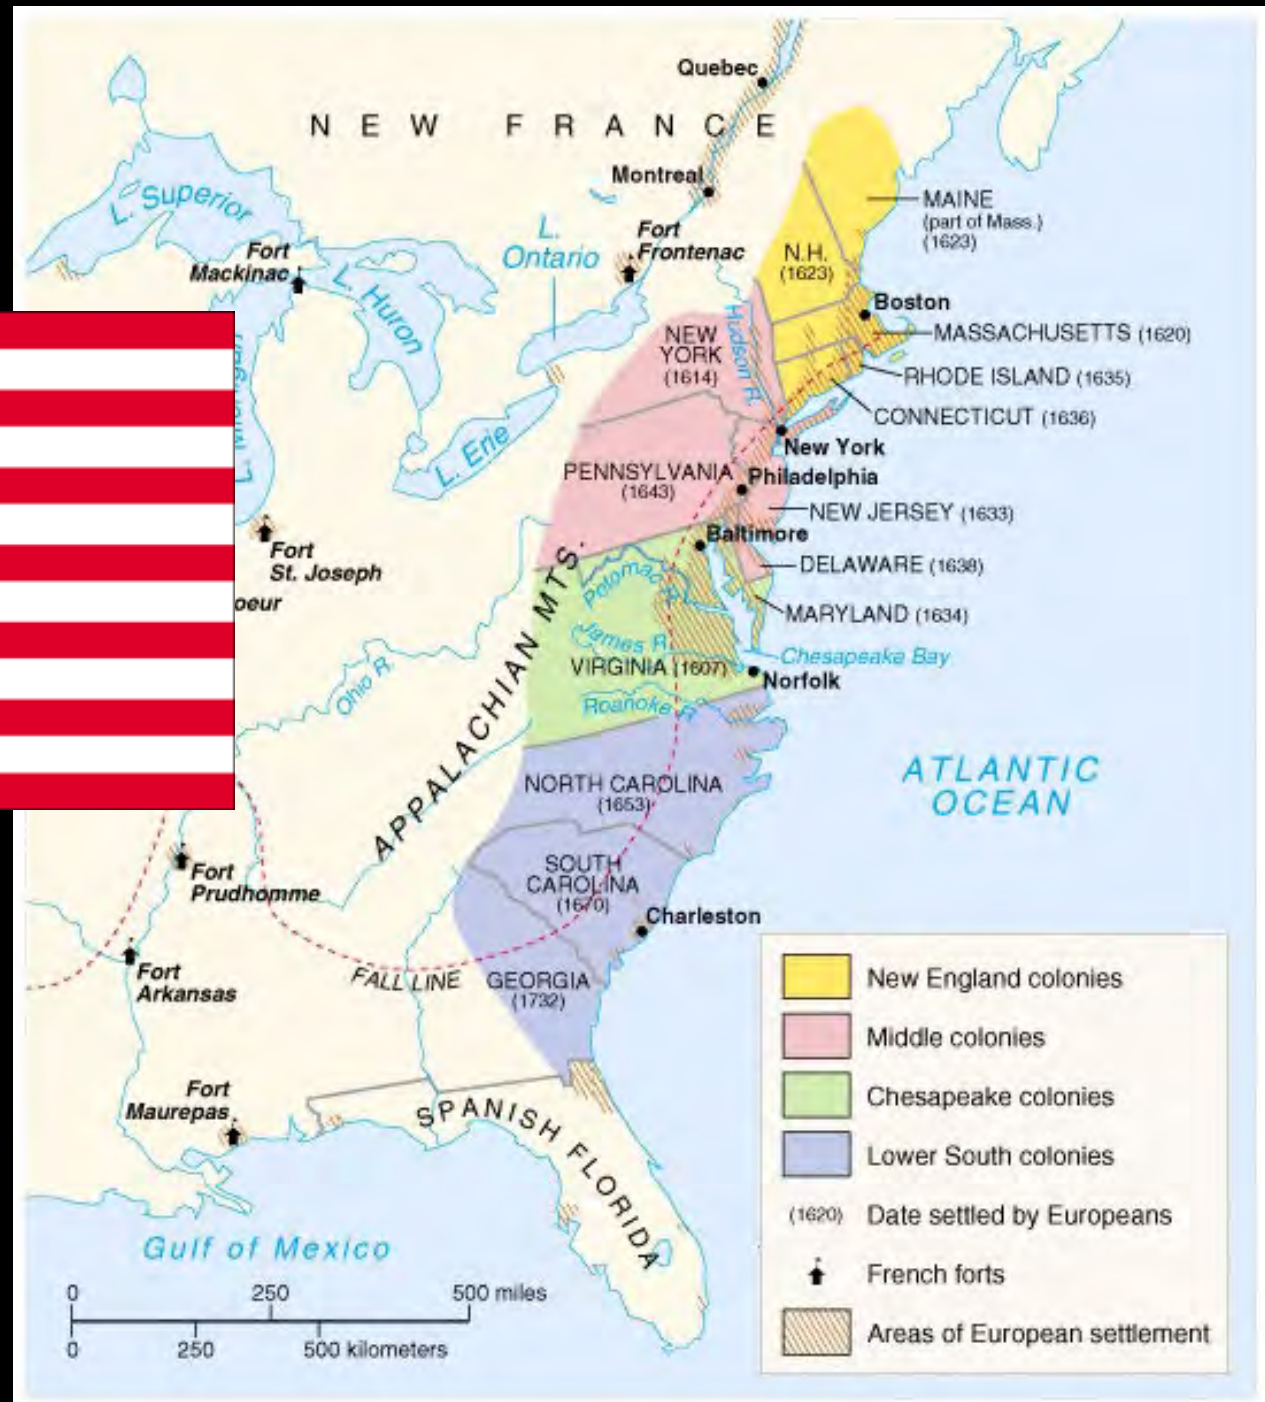 Quebec
NEW FRANCE
Montreal
L. Superior
Fort
Mackinac
L. Huron
L.
Ontario
Fort
Frontenac
MAINE
(part of Mass.)
(1623)
N.H.
(1623)
Boston
MASSACHUSETTS (1620)
RHODE ISLAND (1635)
CONNECTICUT (1636)
NEW
YORK
(1614)
Hudson R.
New York
L. Erie
PENNSYLVANIA
(1643)
Philadelphia
NEW JERSEY (1633)
Baltimore
DELAWARE (1638)
MARYLAND (1634)
Fort
St. Joseph
oeur
Potomac R.
James R.
VIRGINIA (1607)
Chesapeake Bay
Norfolk
Roanoke R.
Ohio R.
APPALACHIAN MTS.
NORTH CAROLINA
(1653)
ATLANTIC
OCEAN
SOUTH
CAROLINA
(1670)
Charleston
Fort
Prudhomme
Fort
Arkansas
FALL LINE
GEORGIA
(1732)
Fort
Maurepas
SPANISH FLORIDA
Gulf of Mexico
0 250 500 miles
0 250 500 kilometers
New England colonies
Middle colonies
Chesapeake colonies
Lower South colonies
(1620) Date settled by Europeans
French forts
Areas of European settlement